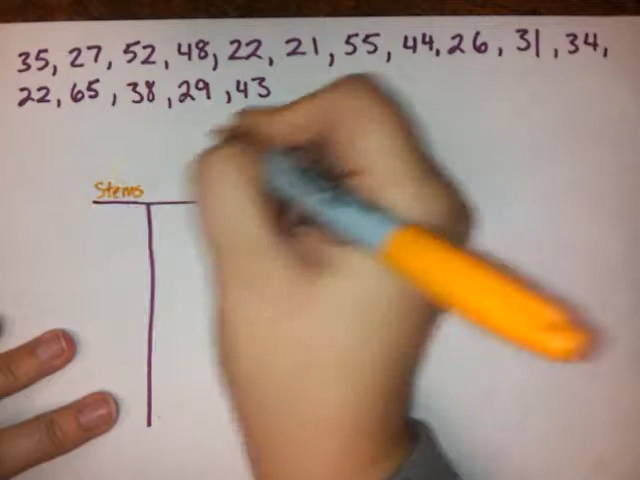 35, 27, 52, 48, 22, 21, 55, 44, 26, 31, 34,
22, 65, 38, 29, 43
Stems